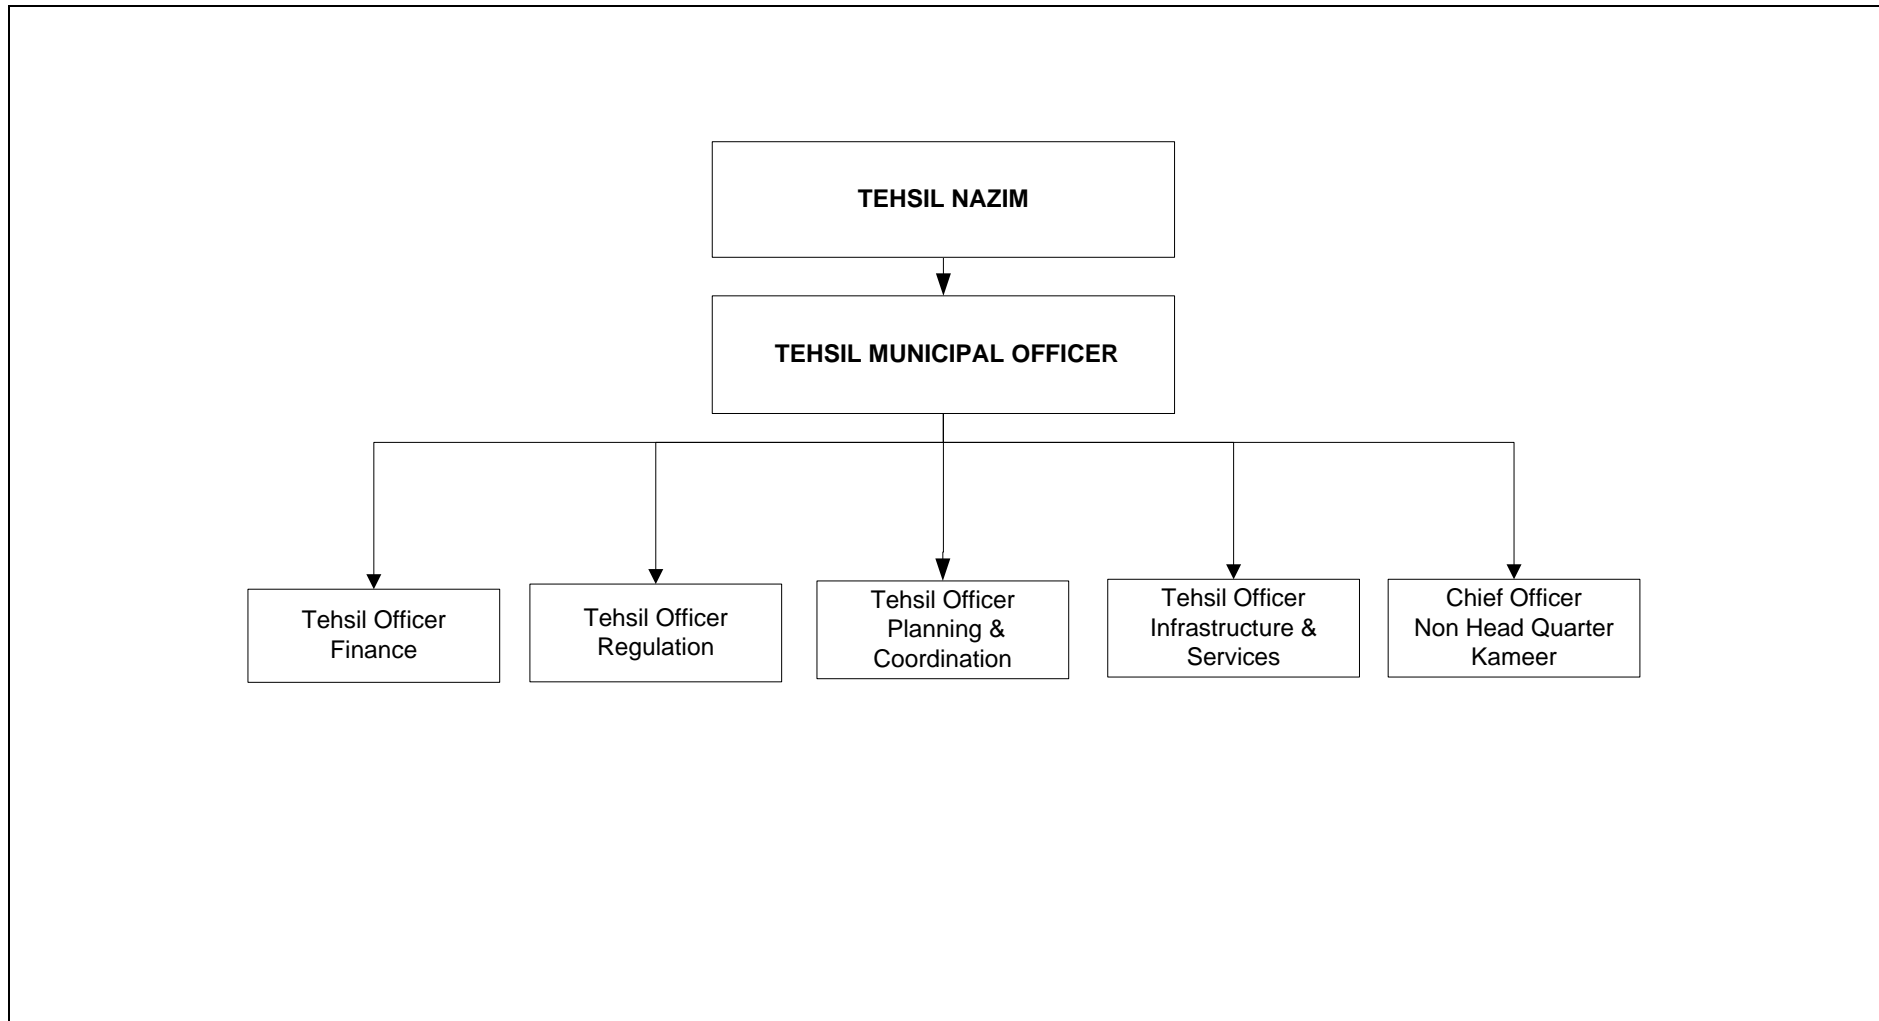 TEHSIL NAZIM
TEHSIL MUNICIPAL OFFICER
Tehsil Officer
Finance
Tehsil Officer
Regulation
Tehsil Officer
Planning &
Coordination
Tehsil Officer
Infrastructure &
Services
Chief Officer
Non Head Quarter
Kameer